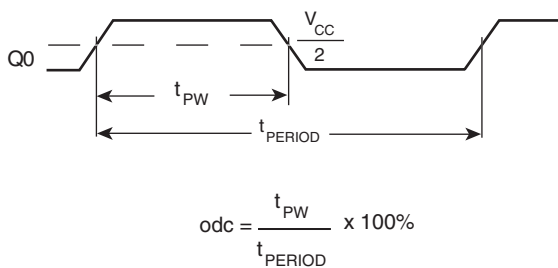 V_CC
Q0
2
t_PW
t_PERIOD
odc = t_PW x 100%
t_PERIOD